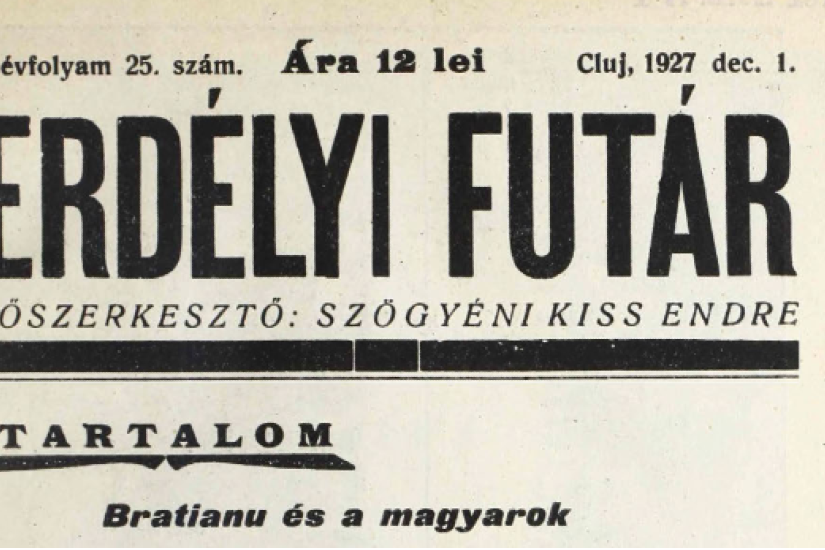 évfolyam 25. szám. Ára 12 lei Cluj, 1927 dec. 1.
ERDÉLYI FUTÁR
ŐSZERKESZTŐ: SZÖGYÉNI KISS ENDRE
TARTALOM
Bratianu és a magyarok